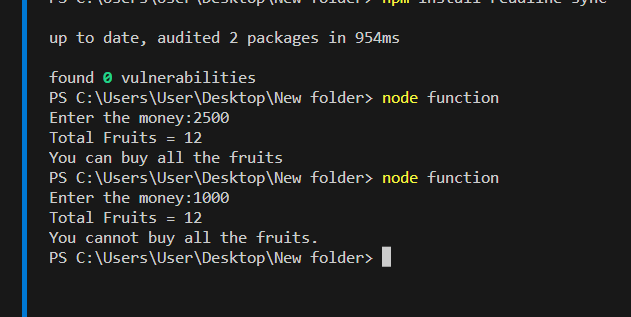 PS C:\Users\User\Desktop\New folder> npm install readline-sync
up to date, audited 2 packages in 954ms
found 0 vulnerabilities
PS C:\Users\User\Desktop\New folder> node function
Enter the money:2500
Total Fruits = 12
You can buy all the fruits
PS C:\Users\User\Desktop\New folder> node function
Enter the money:1000
Total Fruits = 12
You cannot buy all the fruits.
PS C:\Users\User\Desktop\New folder>